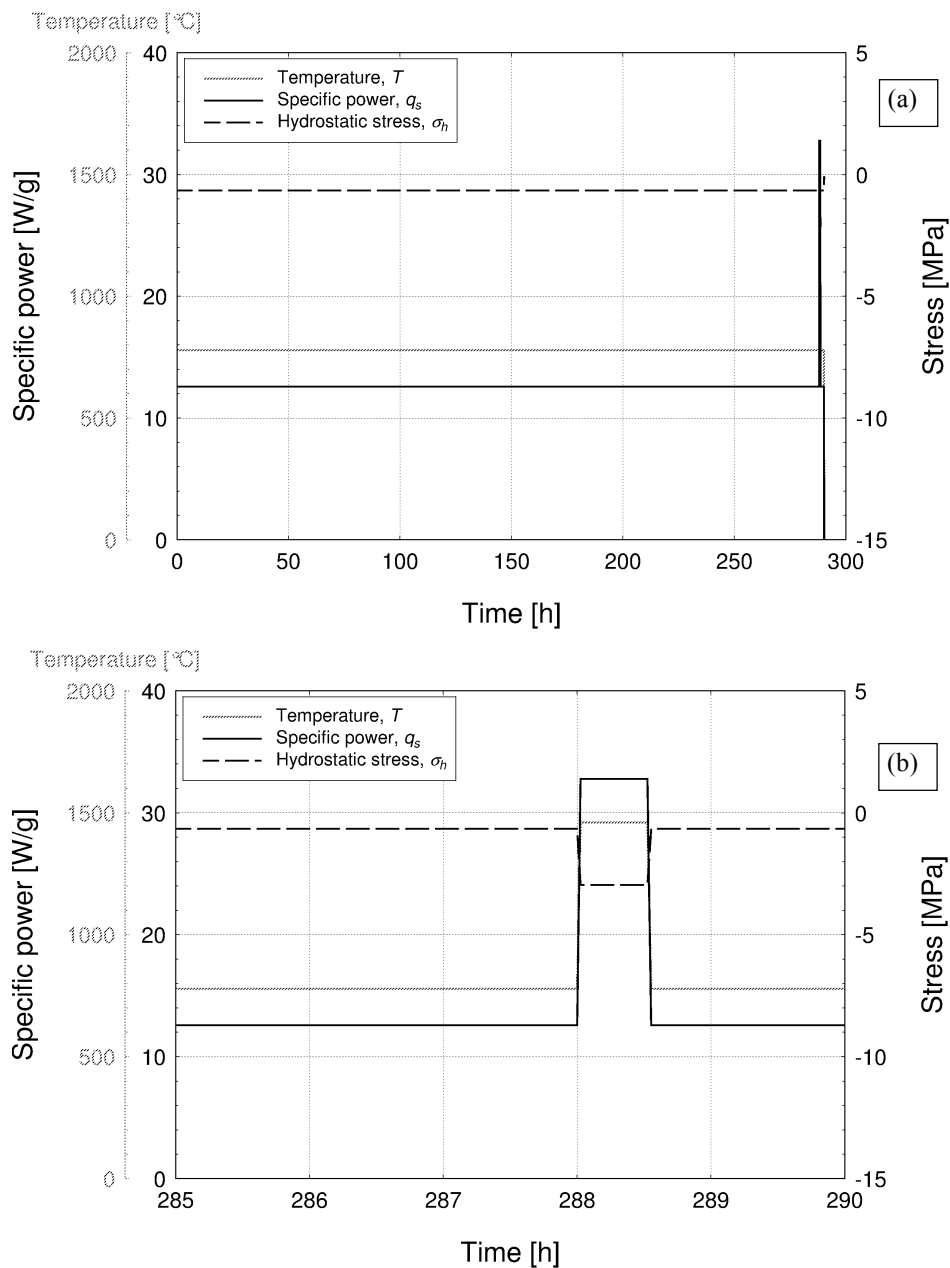 Temperature [°C]
2000
1500
1000
500
0
Specific power [W/g]
40
30
20
10
0
Temperature, T
Specific power, qs
Hydrostatic stress, σh
(a)
5
0
-5
-10
-15
Stress [MPa]
0 50 100 150 200 250 300
Time [h]
Temperature [°C]
2000
1500
1000
500
0
Specific power [W/g]
40
30
20
10
0
Temperature, T
Specific power, qs
Hydrostatic stress, σh
(b)
5
0
-5
-10
-15
Stress [MPa]
285 286 287 288 289 290
Time [h]